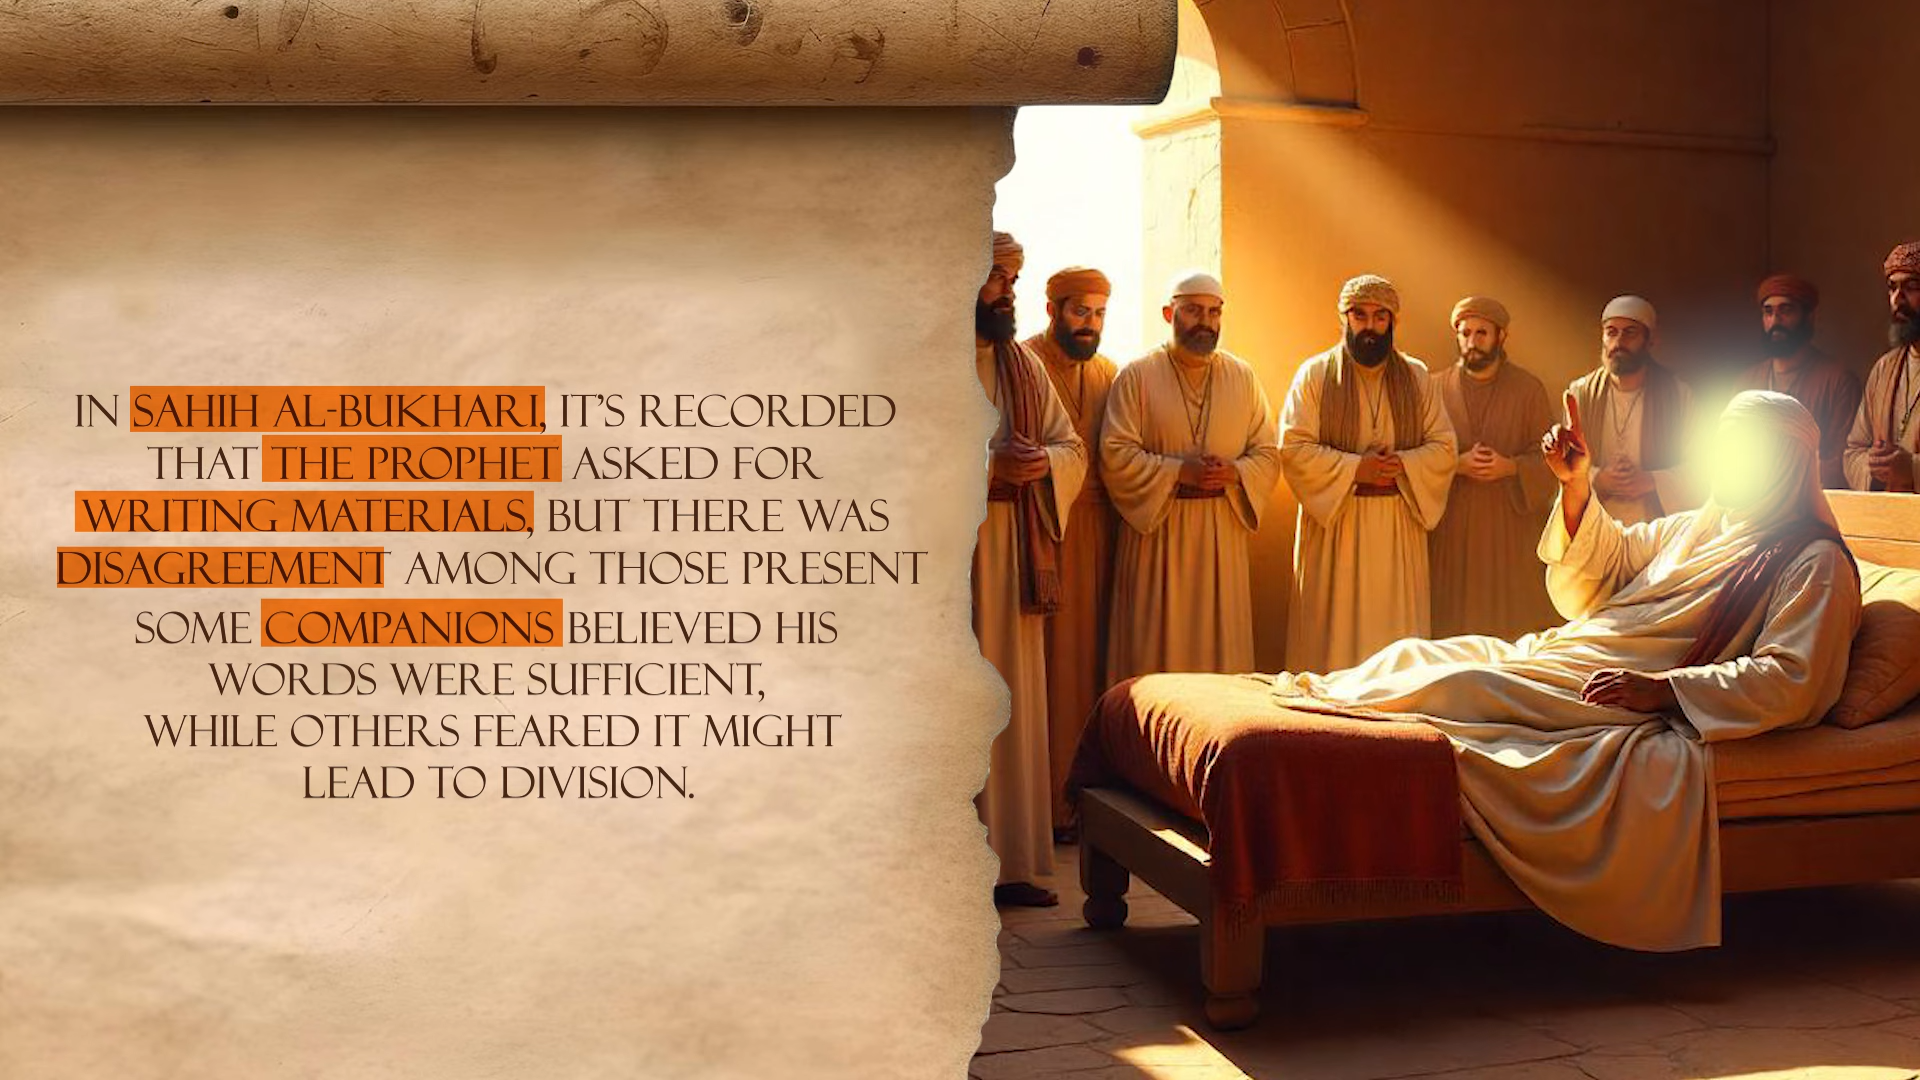 IN SAHIH AL-BUKHARI, IT'S RECORDED
THAT THE PROPHET ASKED FOR
WRITING MATERIALS, BUT THERE WAS
DISAGREEMENT AMONG THOSE PRESENT
SOME COMPANIONS BELIEVED HIS
WORDS WERE SUFFICIENT,
WHILE OTHERS FEARED IT MIGHT
LEAD TO DIVISION.